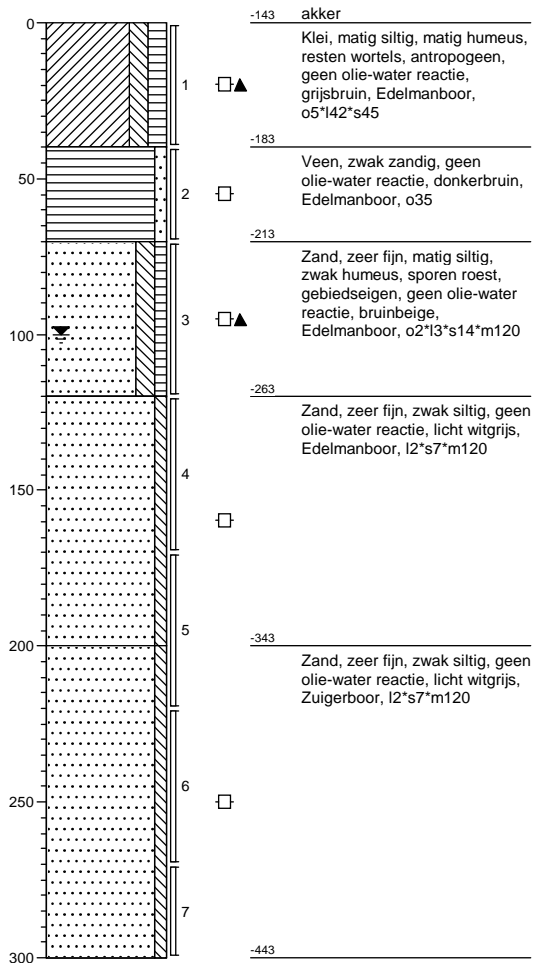 -143 akker
0
Klei, matig siltig, matig humeus,
resten wortels, antropogeen,
geen olie-water reactie,
grijsbruin, Edelmanboor,
o5*l42*s45
1
-183
Veen, zwak zandig, geen
olie-water reactie, donkerbruin,
Edelmanboor, o35
50
2
-213
Zand, zeer fijn, matig siltig,
zwak humeus, sporen roest,
gebiedseigen, geen olie-water
reactie, bruinbeige,
Edelmanboor, o2*l3*s14*m120
3
100
-263
Zand, zeer fijn, zwak siltig, geen
olie-water reactie, licht witgrijs,
Edelmanboor, l2*s7*m120
4
150
5
-343
200
Zand, zeer fijn, zwak siltig, geen
olie-water reactie, licht witgrijs,
Zuigerboor, l2*s7*m120
6
250
7
-443
300